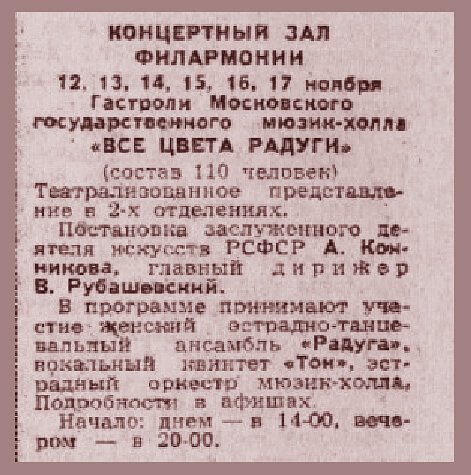 КОНЦЕРТНЫЙ ЗАЛ
ФИЛАРМОНИИ
12, 13, 14, 15, 16, 17 ноября
Гастроли Московского
государственного мюзик-холла
«ВСЕ ЦВЕТА РАДУГИ»
(состав 110 человек)
Театрализованное представле-
ние в 2-х отделениях.
Постановка заслуженного де-
ятеля искусств РСФСР А. Кон-
никова, главный дирижер
В. Рубашевский.
В программе принимают уча-
стие женский эстрадно-танце-
вальный ансамбль «Радуга»,
вокальный квинтет «Тон», эст-
радный оркестр мюзик-холла,
Подробности в афишах.
Начало: днем — в 14-00, вече-
ром — в 20-00.